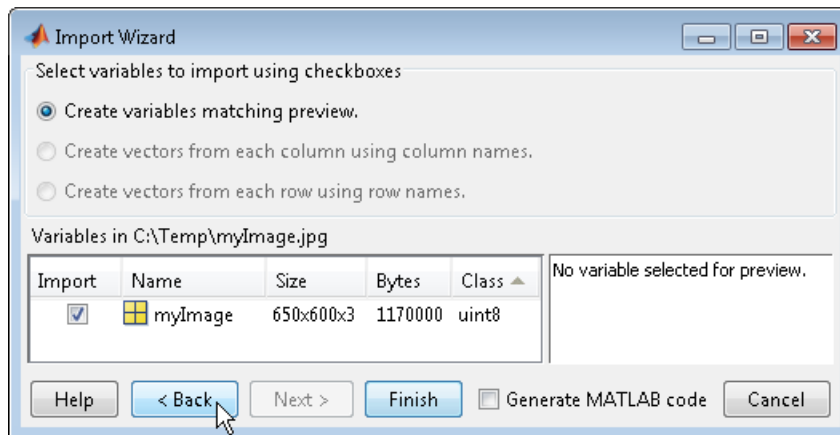 Import Wizard
Select variables to import using checkboxes
Create variables matching preview.
Create vectors from each column using column names.
Create vectors from each row using row names.
Variables in C:\Temp\myImage.jpg
Import Name Size Bytes Class
myImage 650x600x3 1170000 uint8
No variable selected for preview.
Help < Back Next > Finish Generate MATLAB code Cancel